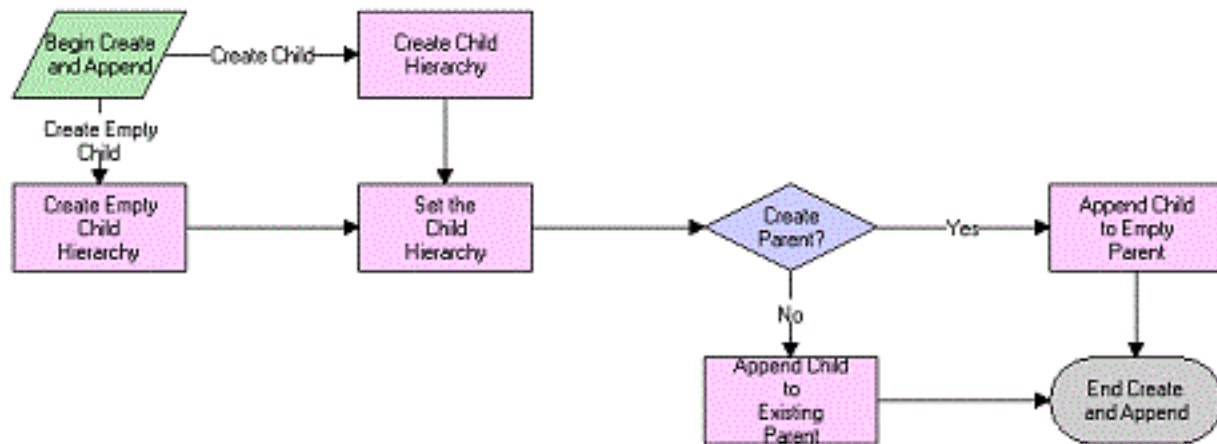 Begin Create
and Append
Create Child
Create Child
Hierarchy
Create Empty
Child
Create Empty
Child
Hierarchy
Set the
Child
Hierarchy
Create
Parent?
Yes
Append Child
to Empty
Parent
No
Append Child
to
Existing
Parent
End Create
and Append